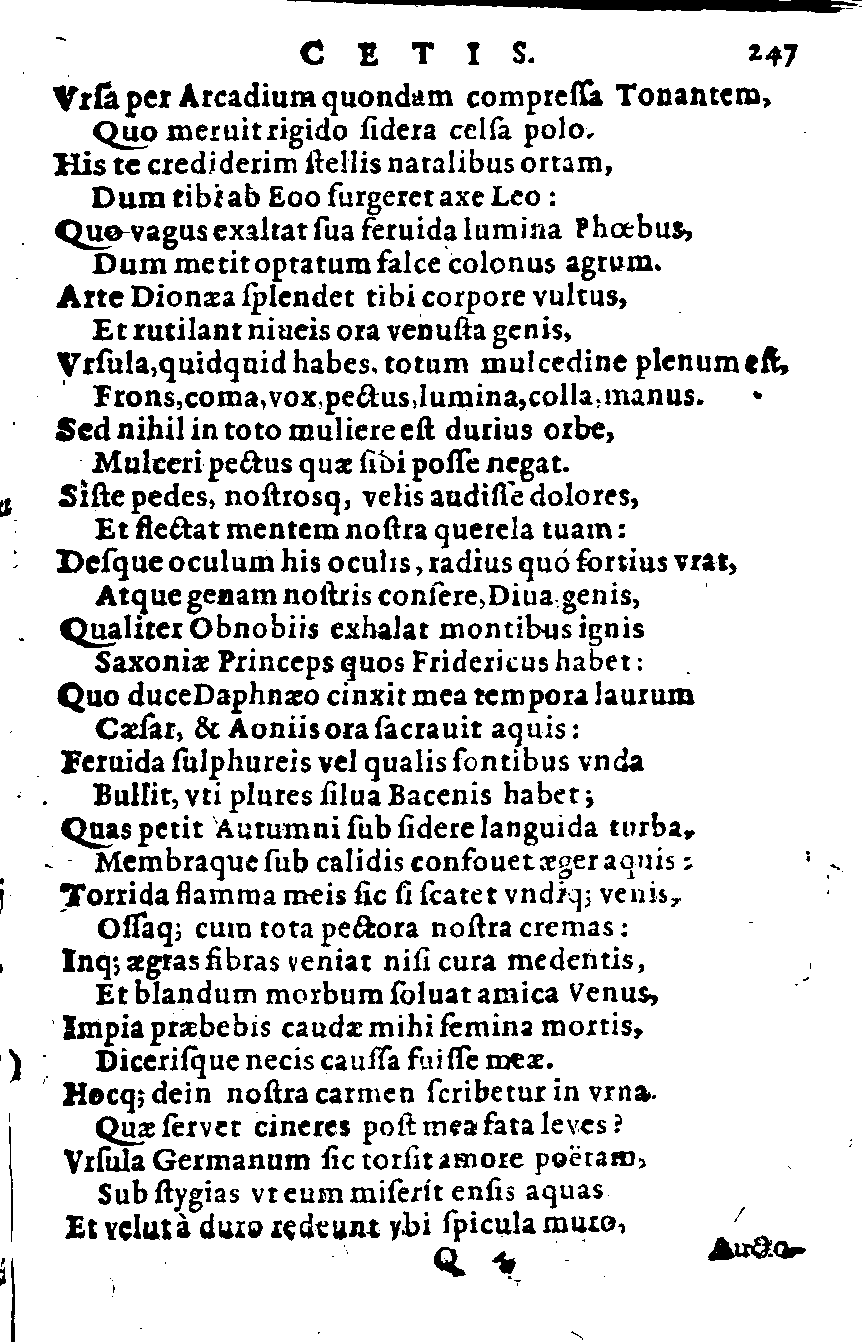 C E T I S. 247
Vrſa per Arcadium quondam compreſſa Tonantem,
Quo meruit rigido ſidera celſa polo.
His te crediderim ſtellis natalibus ortam,
Dum tibi ab Eoo ſurgeret axe Leo:
Quo vagus exaltat ſua feruida lumina Phœbus,
Dum metit optatum falce colonus agrum.
Arte Dionæa ſplendet tibi corpore vultus,
Et rutilant niueis ora venuſta genis,
Vrſula, quidquid habes, totum mulcedine plenum eſt,
Frons, coma, vox, pectus, lumina, colla, manus.
Sed nihil in toto muliere eſt durius orbe,
Mulceri pectus quæ ſibi poſſe negat.
Siſte pedes, noſtrosq, velis audiſſe dolores,
Et flectat mentem noſtra querela tuam:
Deſque oculum his oculis, radius quó fortius vrat,
Atque genam noſtris conſere, Diua genis,
Qualiter Obnobiis exhalat montibus ignis
Saxoniæ Princeps quos Fridericus habet:
Quo duce Daphnæo cinxit mea tempora laurum
Cæſar, & Aoniis ora ſacrauit aquis:
Feruida ſulphureis vel qualis fontibus vnda
Bullit, vti plures ſilua Bacenis habet;
Quas petit Autumni ſub ſidere languida turba,
Membraque ſub calidis confouet æger aquis:
Torrida flamma meis ſic ſi ſcatet vndiq; venis,
Oſſaq; cum tota pectora noſtra cremas:
Inq; ægras fibras veniat niſi cura medentis,
Et blandum morbum ſoluat amica Venus,
Impia præbebis caudæ mihi femina mortis,
Diceriſque necis cauſſa fuiſſe meæ.
Hocq; dein noſtra carmen ſcribetur in vrna.
Quæ ſervet cineres poſt mea fata leves?
Vrſula Germanum ſic torſit amore poëtam,
Sub ſtygias vt eum miſerít enſis aquas
Et velut à duro redeunt vbi ſpicula muro,
Q 4 Aucto-